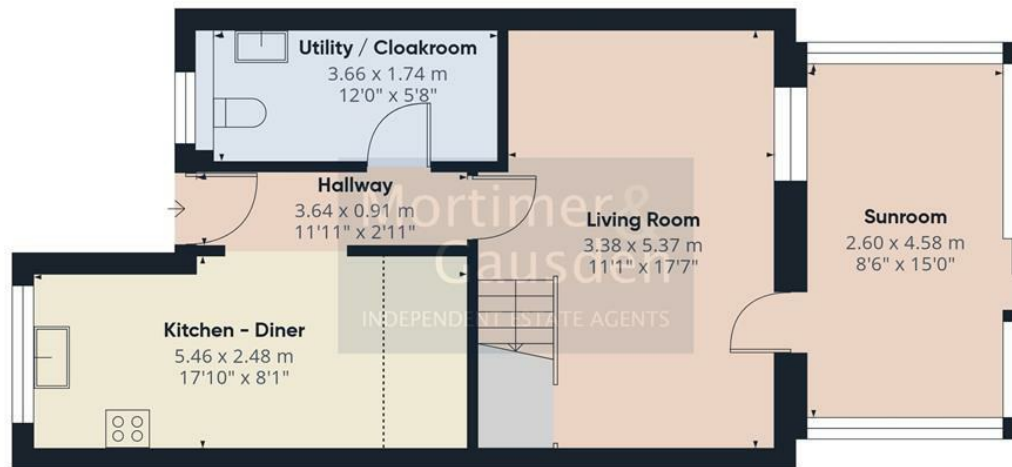 Utility / Cloakroom
3.66 x 1.74 m
12'0" x 5'8"
Hallway
3.64 x 0.91 m
11'11" x 2'11"
Living Room
3.38 x 5.37 m
11'1" x 17'7"
Sunroom
2.60 x 4.58 m
8'6" x 15'0"
Kitchen - Diner
5.46 x 2.48 m
17'10" x 8'1"
Mortimer &
Gausden
INDEPENDENT ESTATE AGENTS